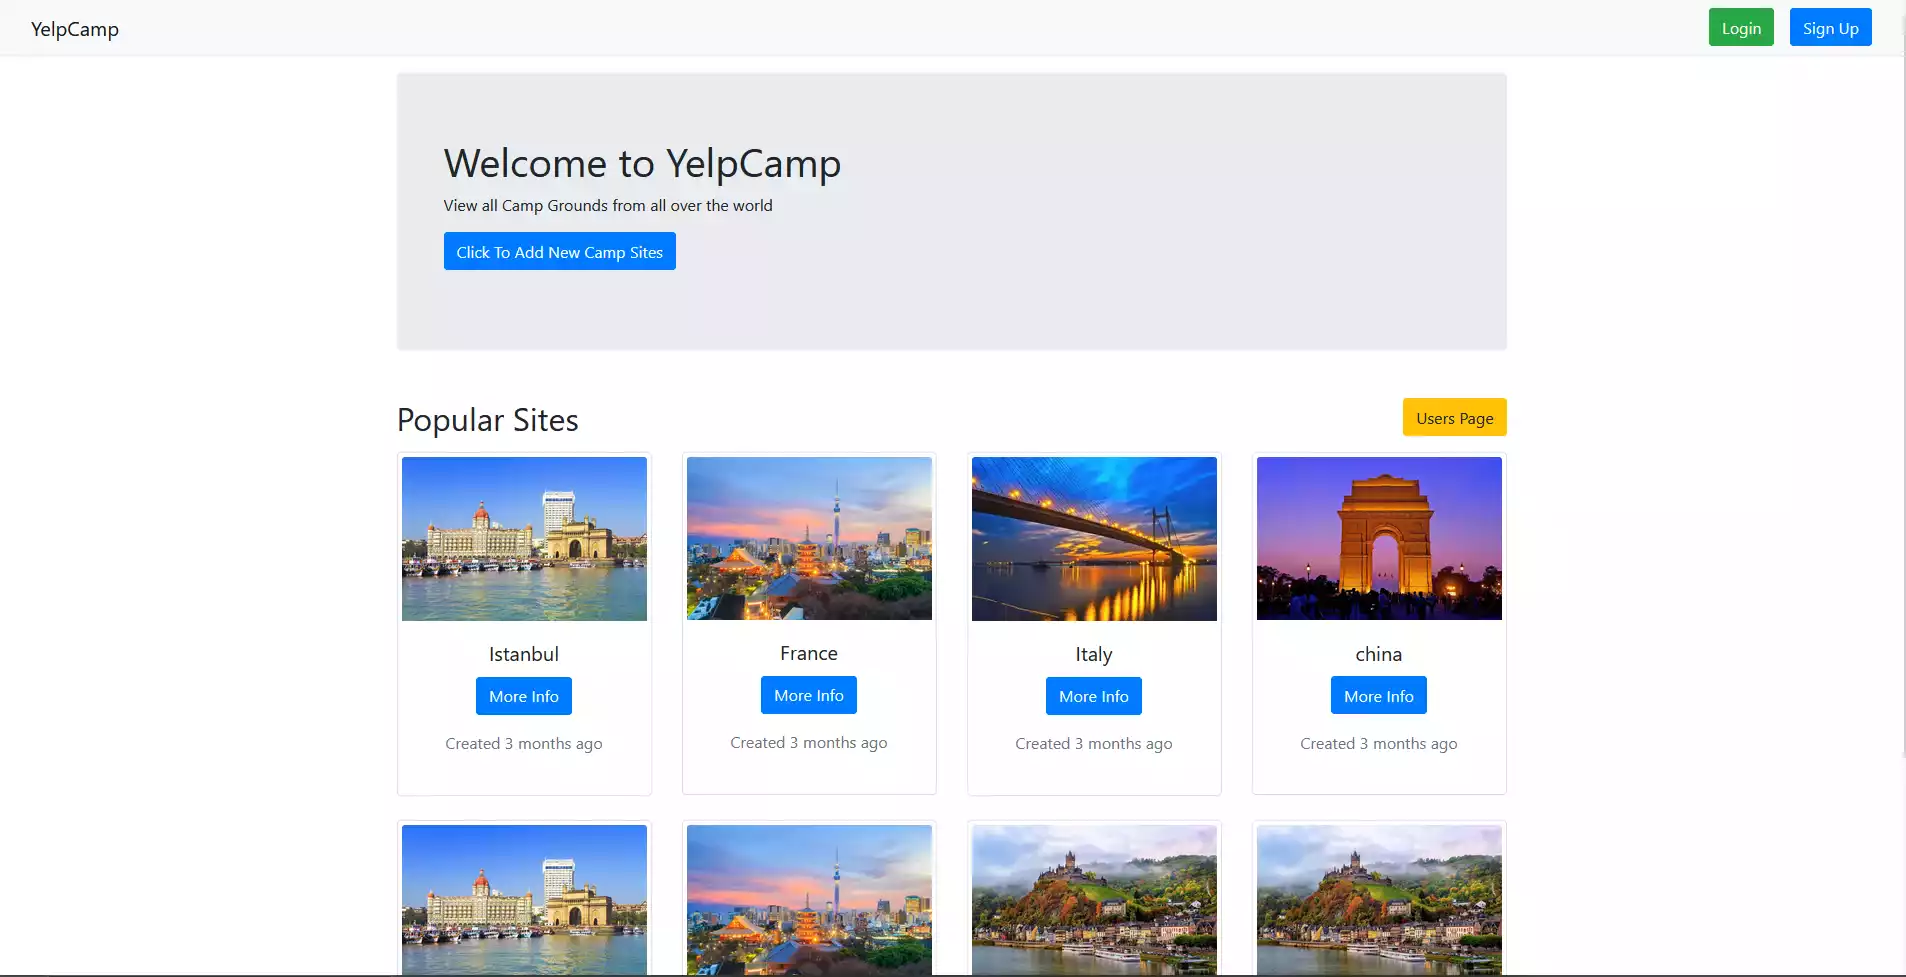 YelpCamp
Login
Sign Up
Welcome to YelpCamp
View all Camp Grounds from all over the world
Click To Add New Camp Sites
Popular Sites
Users Page
Istanbul
More Info
Created 3 months ago
France
More Info
Created 3 months ago
Italy
More Info
Created 3 months ago
china
More Info
Created 3 months ago